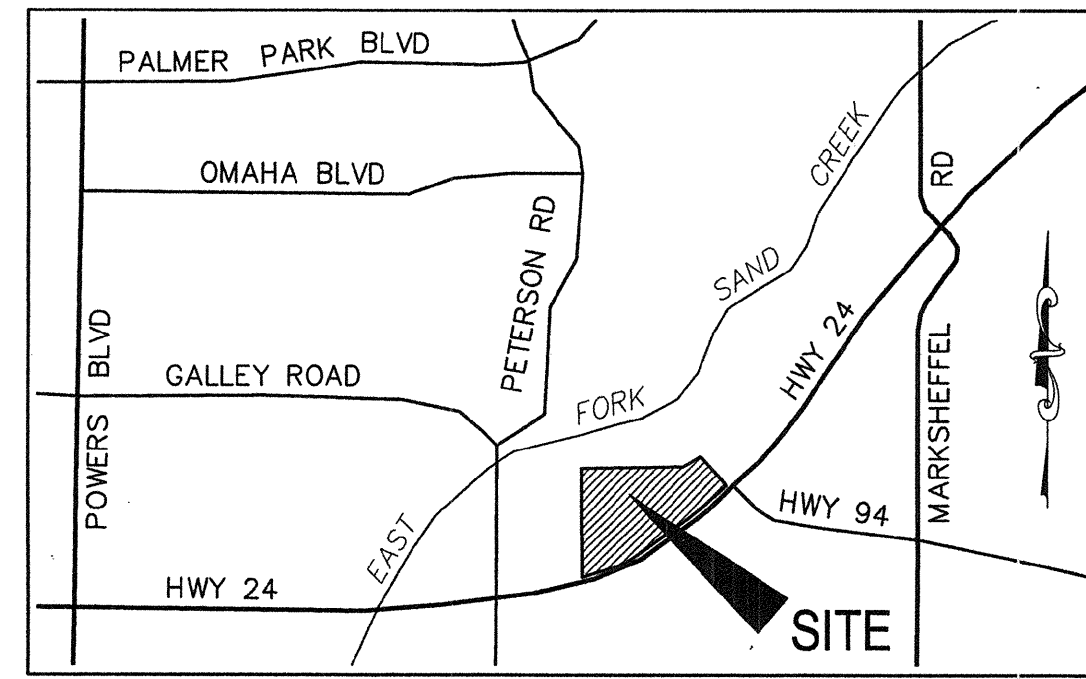 PALMER PARK BLVD
OMAHA BLVD
PETERSON RD
CREEK
RD
SAND
HWY 24
POWERS BLVD
GALLEY ROAD
FORK
MARKSHEFFEL
HWY 94
EAST
HWY 24
SITE